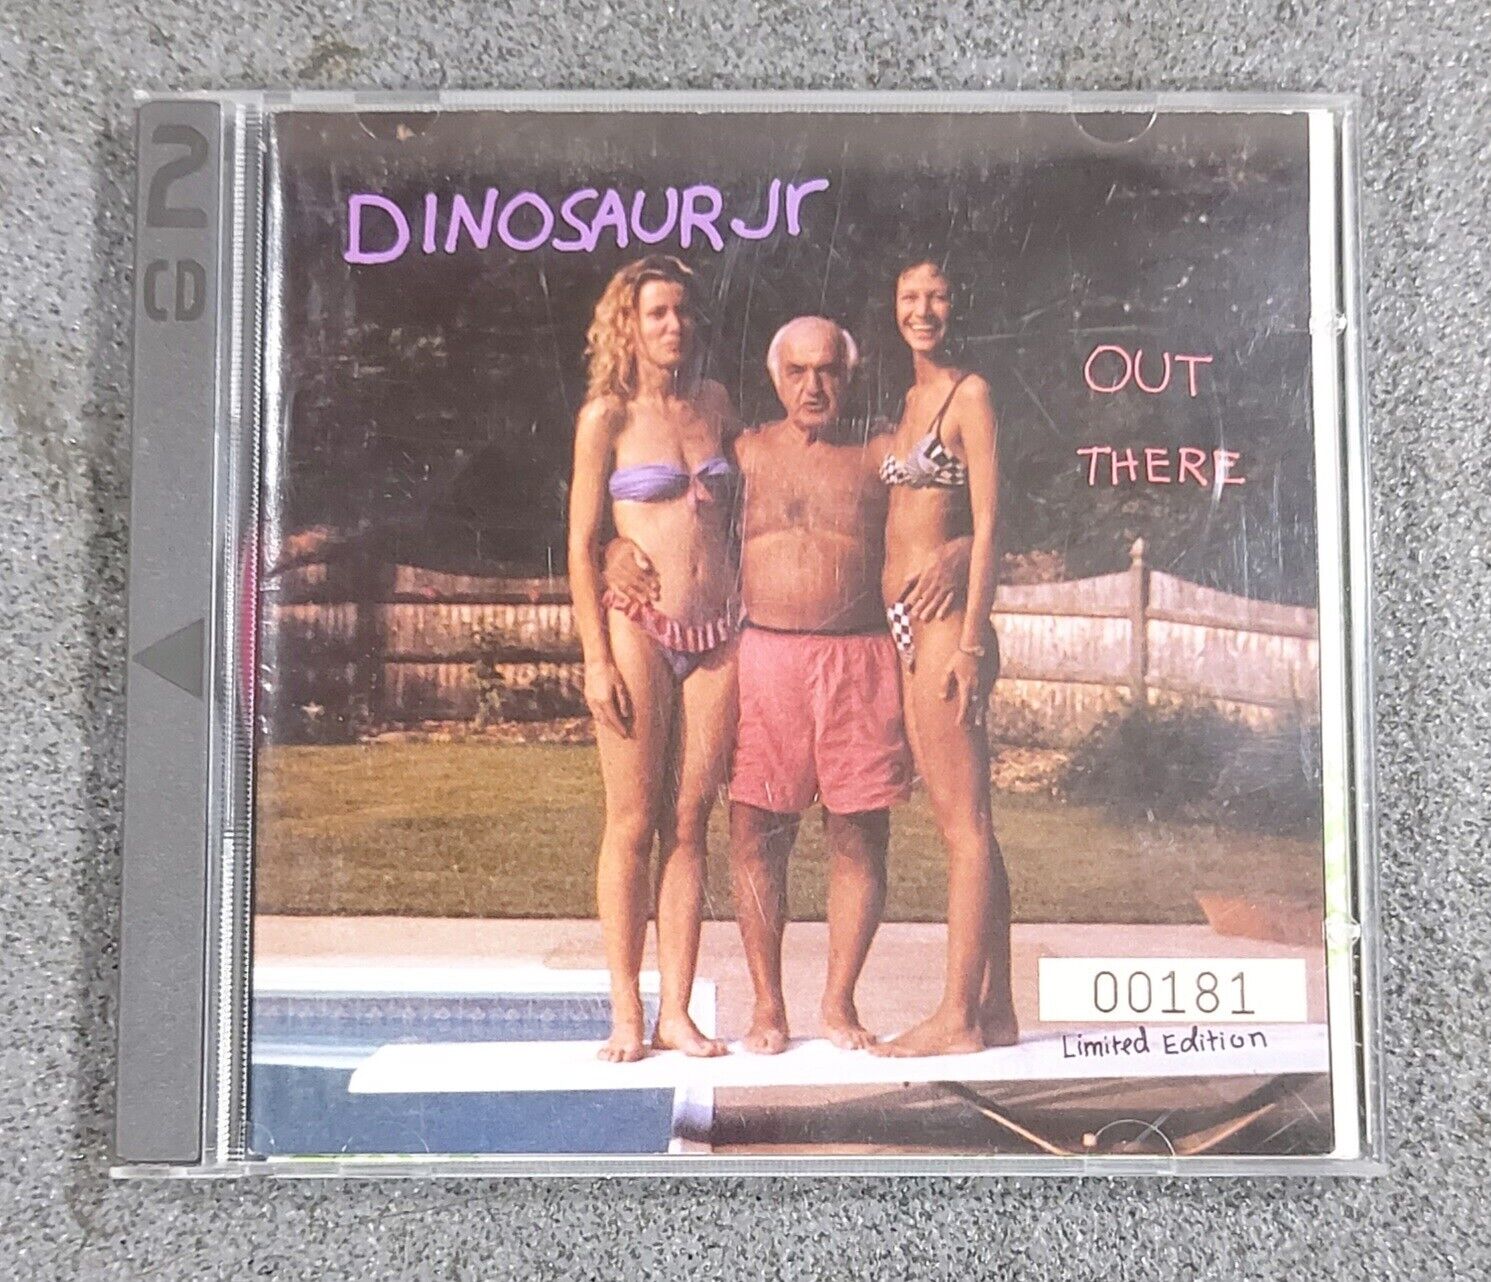 2
CD
DINOSAUR Jr
OUT
THERE
00181
Limited Edition